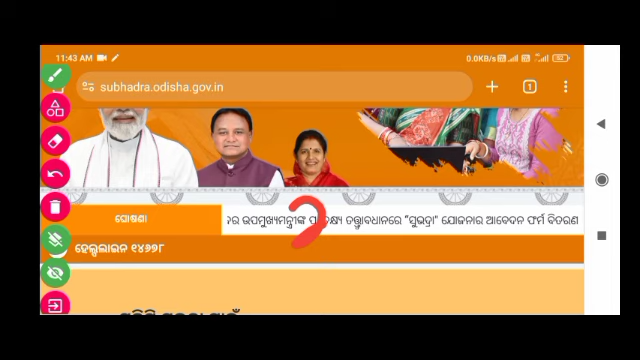 11:43 AM
0.0KB/s
subhadra.odisha.gov.in
1
ଘୋଷଣା
ଉପମୁଖ୍ୟମନ୍ତ୍ରୀଙ୍କ ତତ୍ତ୍ୱାବଧାନରେ "ସୁଭଦ୍ରା" ଯୋଜନାର ଆବେଦନ ଫର୍ମ ବିତରଣ
ହେଲ୍ପଲାଇନ ୧୪୬୭୮